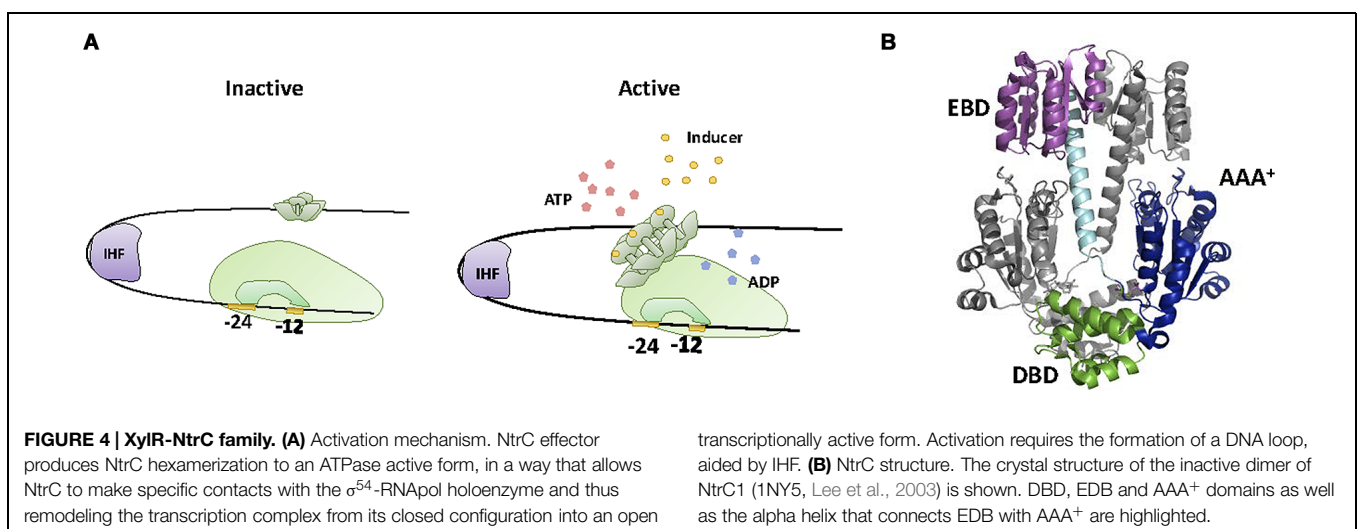 A
B
Inactive
Active
Inducer
EBD
AAA⁺
ATP
IHF
IHF
ADP
-24
-12
-24 -12
DBD
FIGURE 4 | XylR-NtrC family. (A) Activation mechanism. NtrC effector
produces NtrC hexamerization to an ATPase active form, in a way that allows
NtrC to make specific contacts with the σ⁵⁴-RNApol holoenzyme and thus
remodeling the transcription complex from its closed configuration into an open
transcriptionally active form. Activation requires the formation of a DNA loop,
aided by IHF. (B) NtrC structure. The crystal structure of the inactive dimer of
NtrC1 (1NY5, Lee et al., 2003) is shown. DBD, EDB and AAA⁺ domains as well
as the alpha helix that connects EDB with AAA⁺ are highlighted.